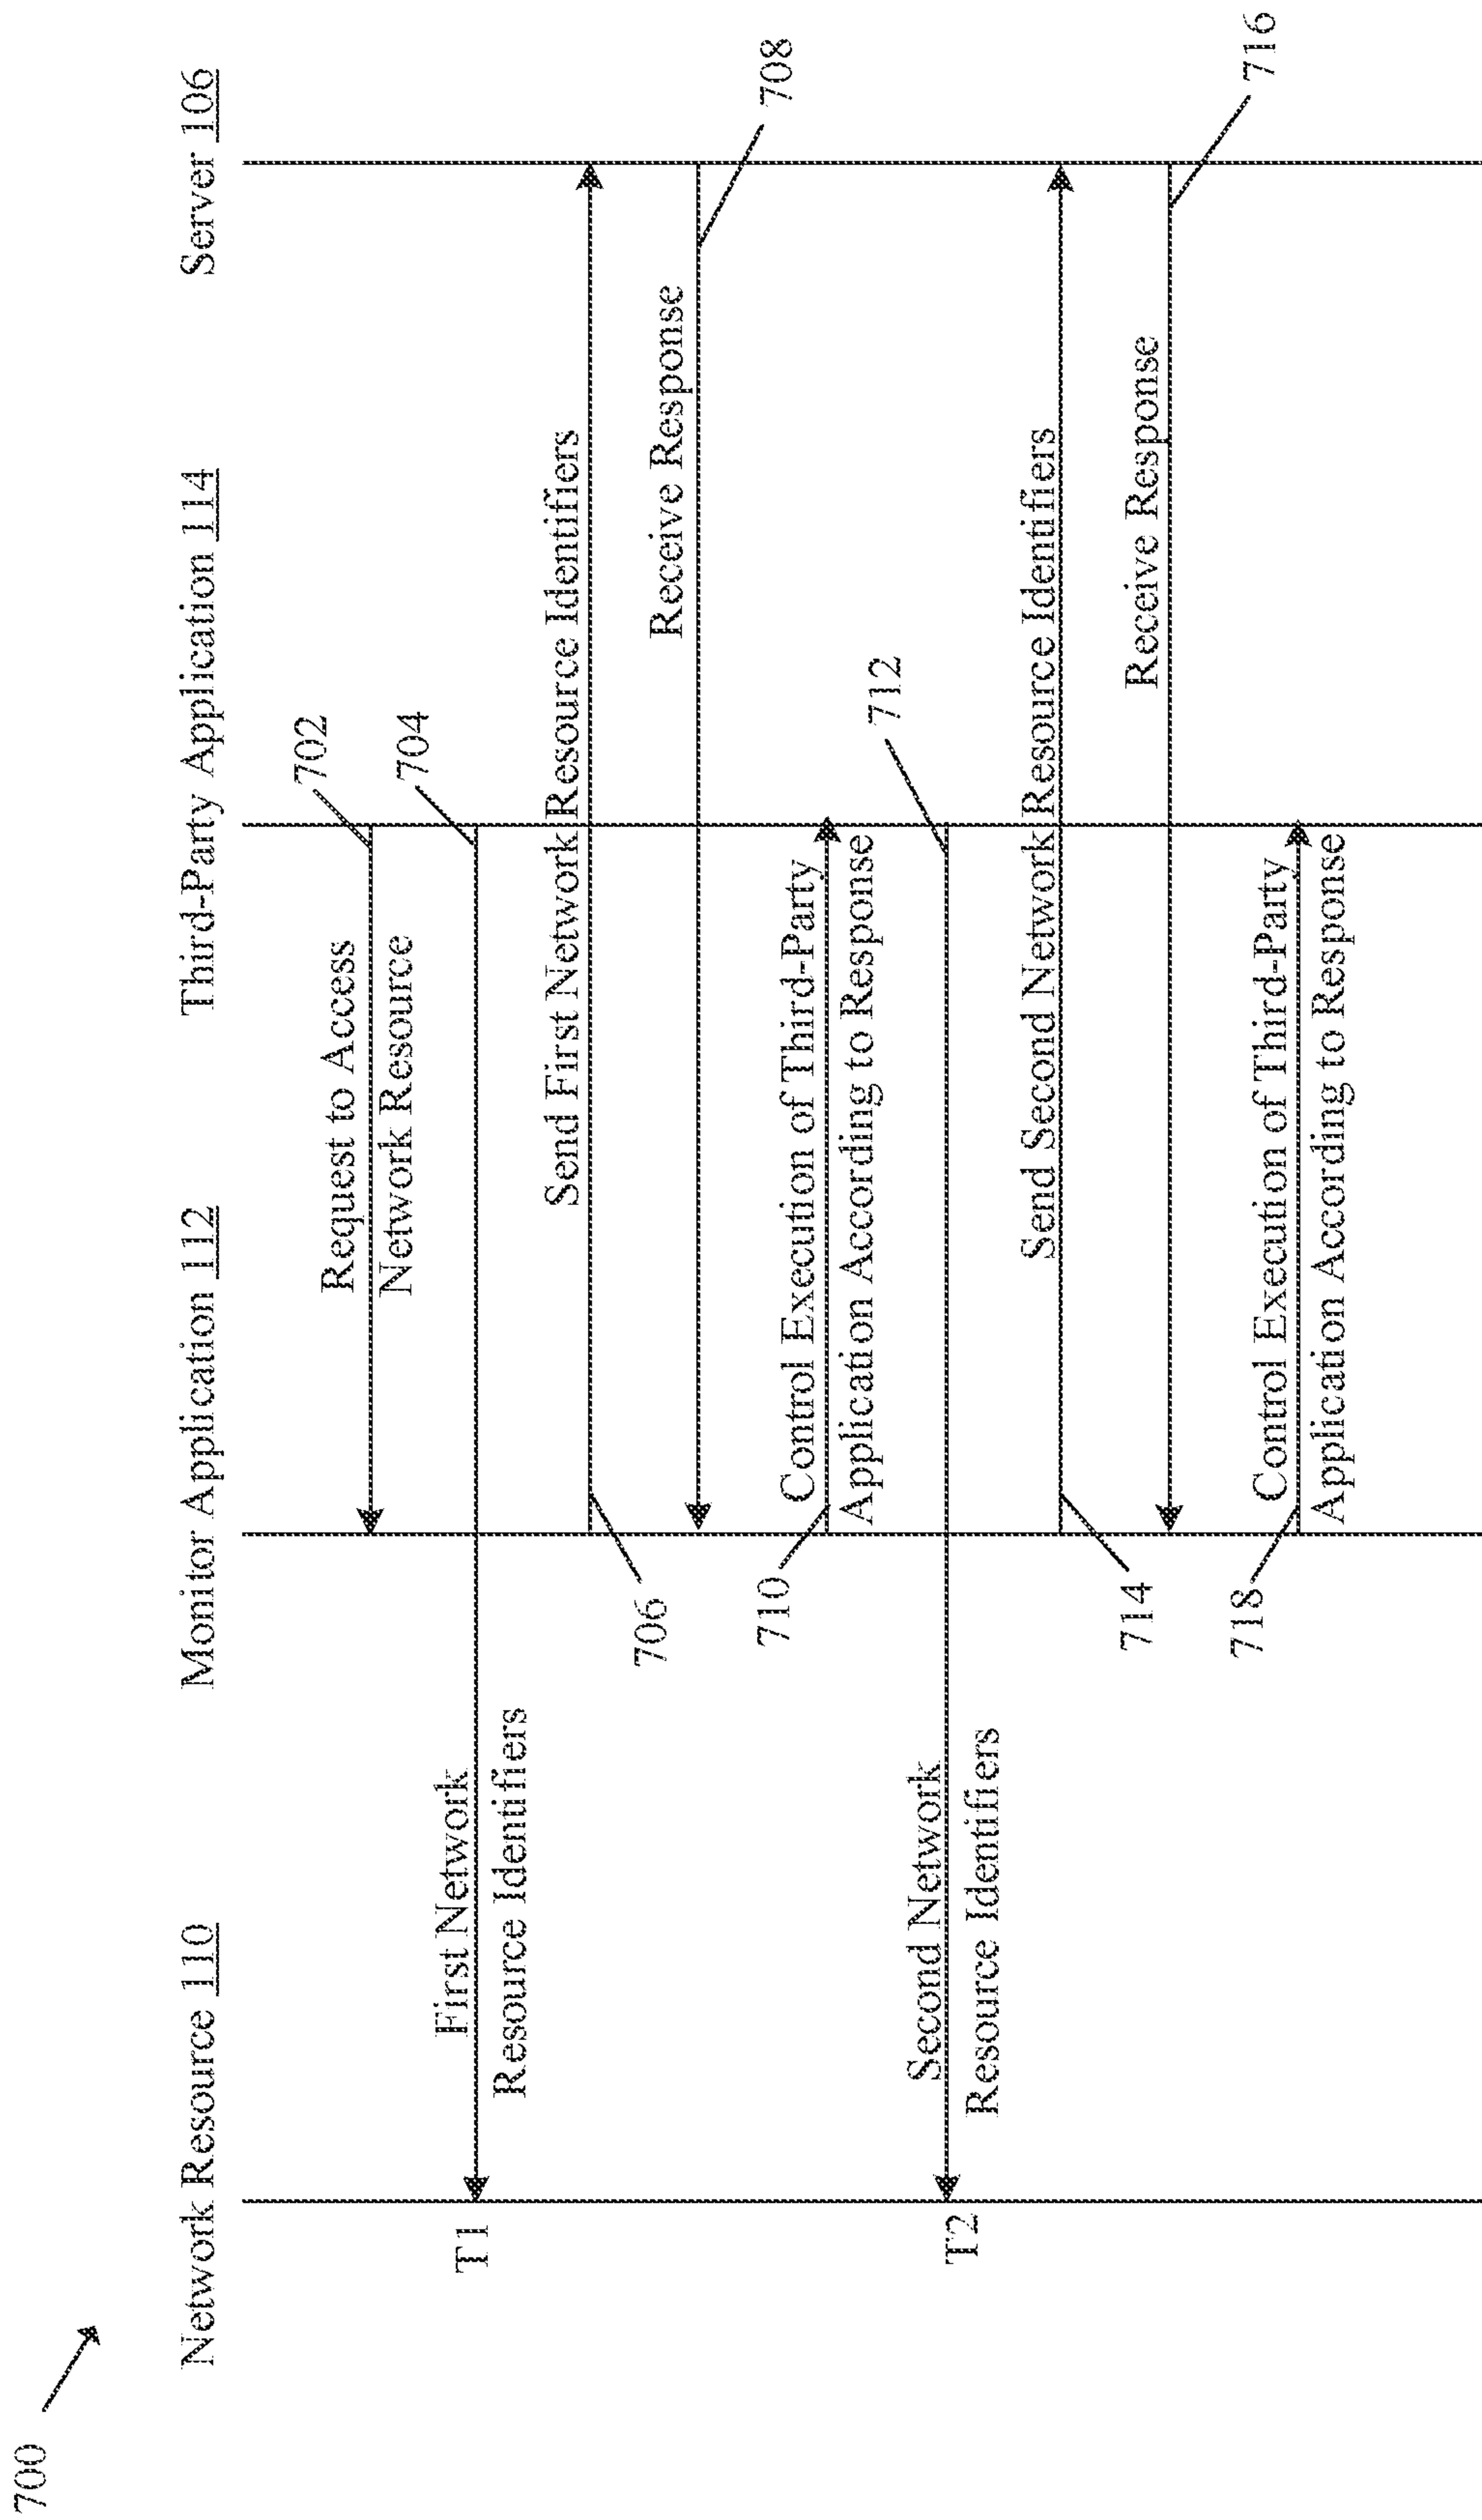 700
Network Resource 110
Monitor Application 112
Third-Party Application 114
Server 106
702
Request to Access
Network Resource
704
T1
First Network
Resource Identifiers
Send First Network Resource Identifiers
706
708
Receive Response
710
Control Execution of Third-Party
Application According to Response
712
T2
Second Network
Resource Identifiers
Send Second Network Resource Identifiers
714
716
Receive Response
718
Control Execution of Third-Party
Application According to Response